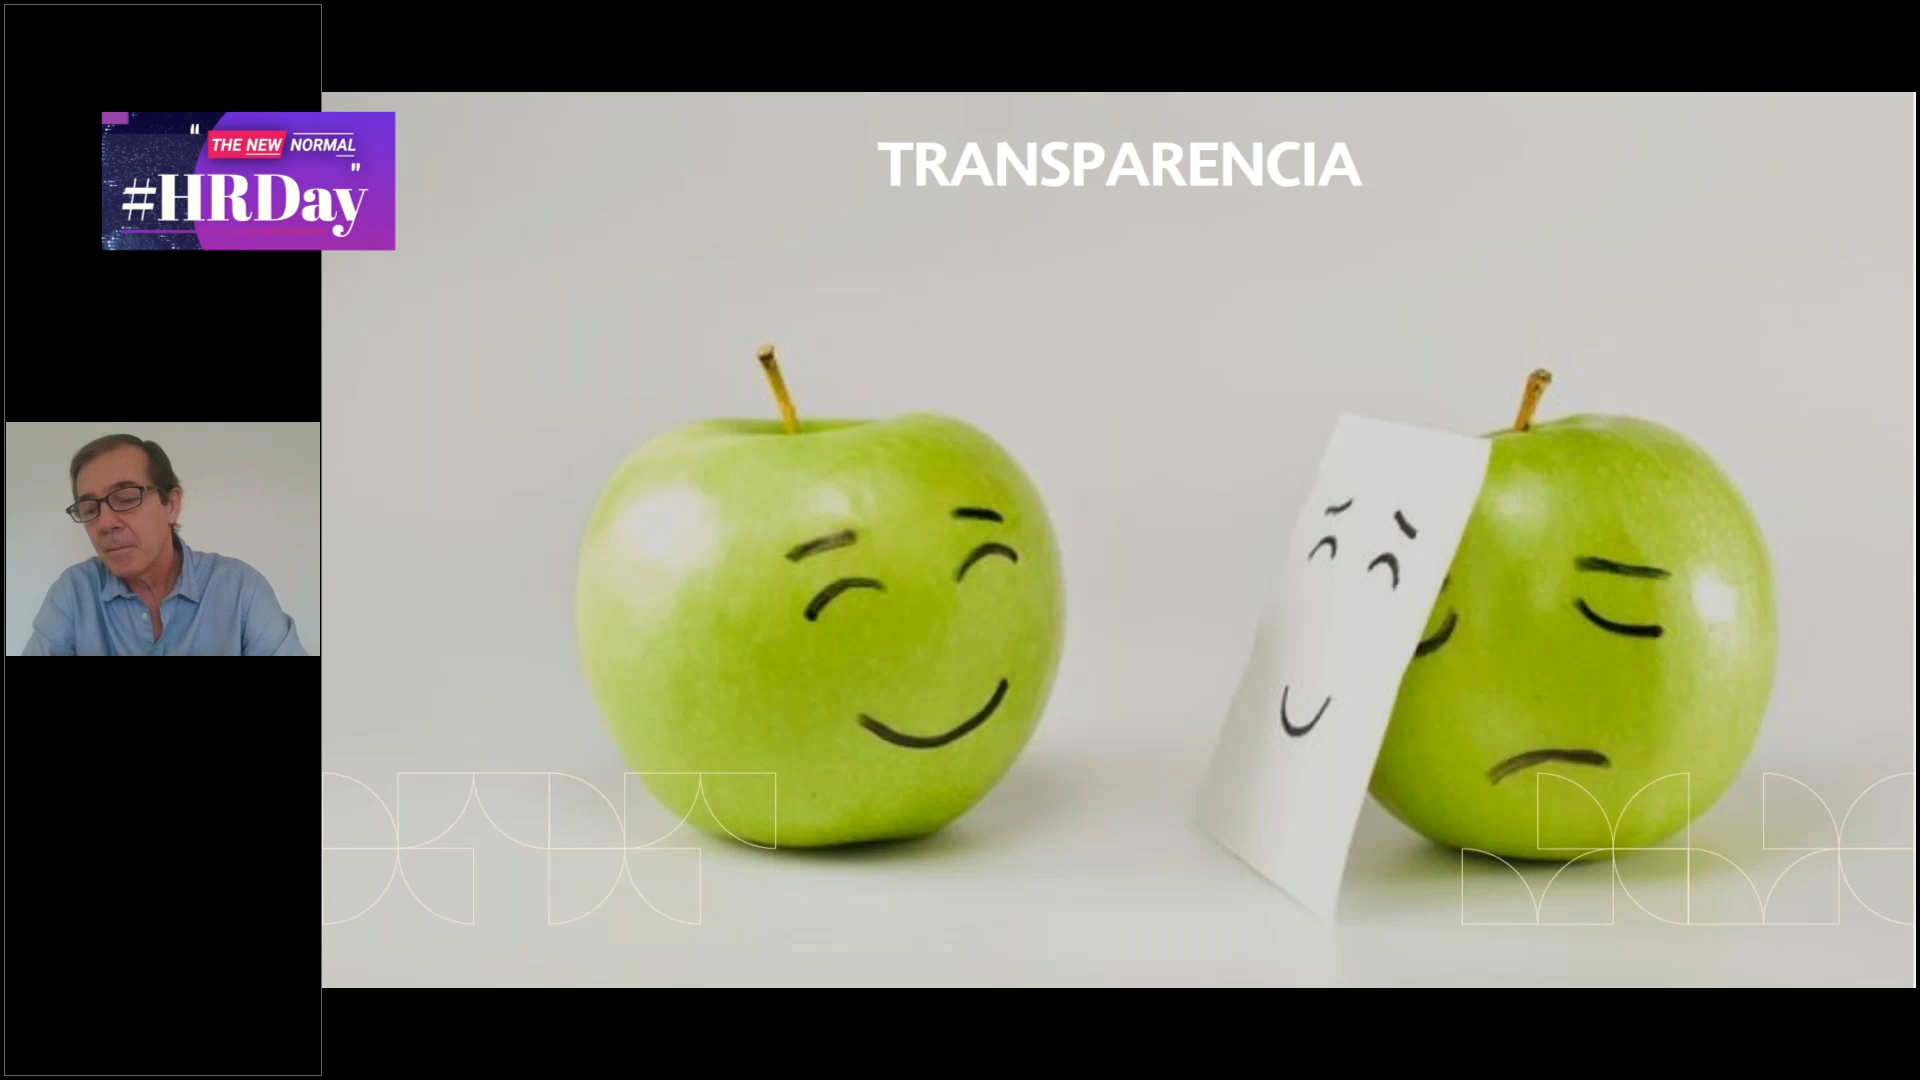 " THE NEW NORMAL "
#HRDay
TRANSPARENCIA